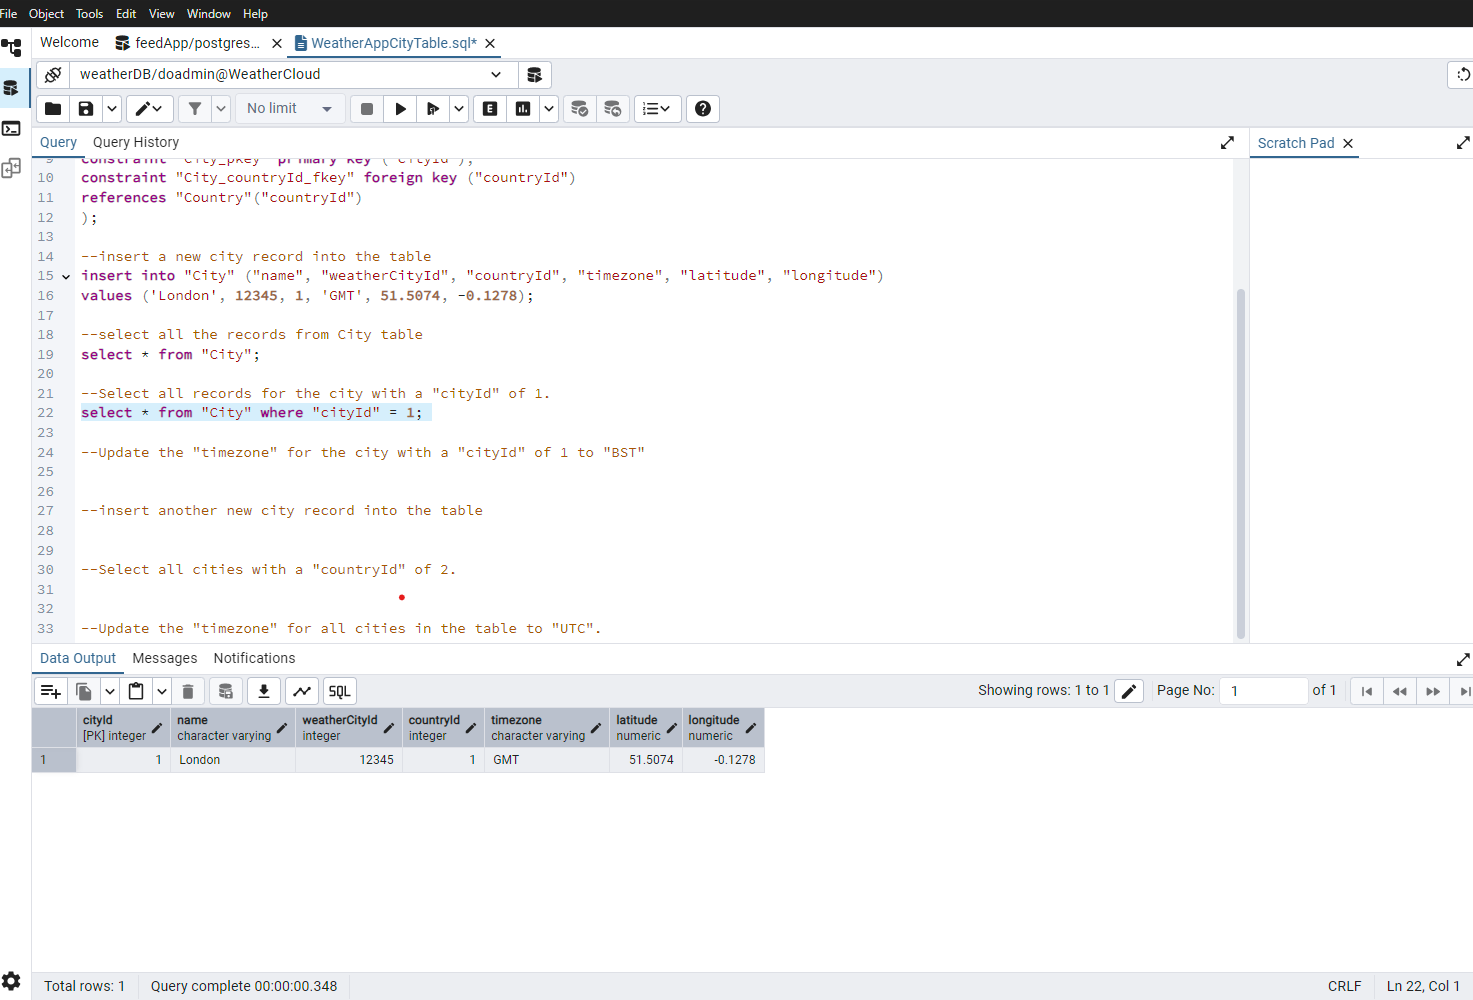 File Object Tools Edit View Window Help
Welcome feedApp/postgres... WeatherAppCityTable.sql*
weatherDB/doadmin@WeatherCloud
No limit
Query Query History
Scratch Pad
9 constraint "City_pkey" primary key ("cityId"),
10 constraint "City_countryId_fkey" foreign key ("countryId")
11 references "Country"("countryId")
12 );
13
14 --insert a new city record into the table
15 insert into "City" ("name", "weatherCityId", "countryId", "timezone", "latitude", "longitude")
16 values ('London', 12345, 1, 'GMT', 51.5074, -0.1278);
17
18 --select all the records from City table
19 select * from "City";
20
21 --Select all records for the city with a "cityId" of 1.
22 select * from "City" where "cityId" = 1;
23
24 --Update the "timezone" for the city with a "cityId" of 1 to "BST"
25
26
27 --insert another new city record into the table
28
29
30 --Select all cities with a "countryId" of 2.
31
32
33 --Update the "timezone" for all cities in the table to "UTC".
Data Output Messages Notifications
SQL Showing rows: 1 to 1 Page No: 1 of 1
cityId name weatherCityId countryId timezone latitude longitude
[PK] integer character varying integer integer character varying numeric numeric
1 1 London 12345 1 GMT 51.5074 -0.1278
Total rows: 1 Query complete 00:00:00.348 CRLF Ln 22, Col 1